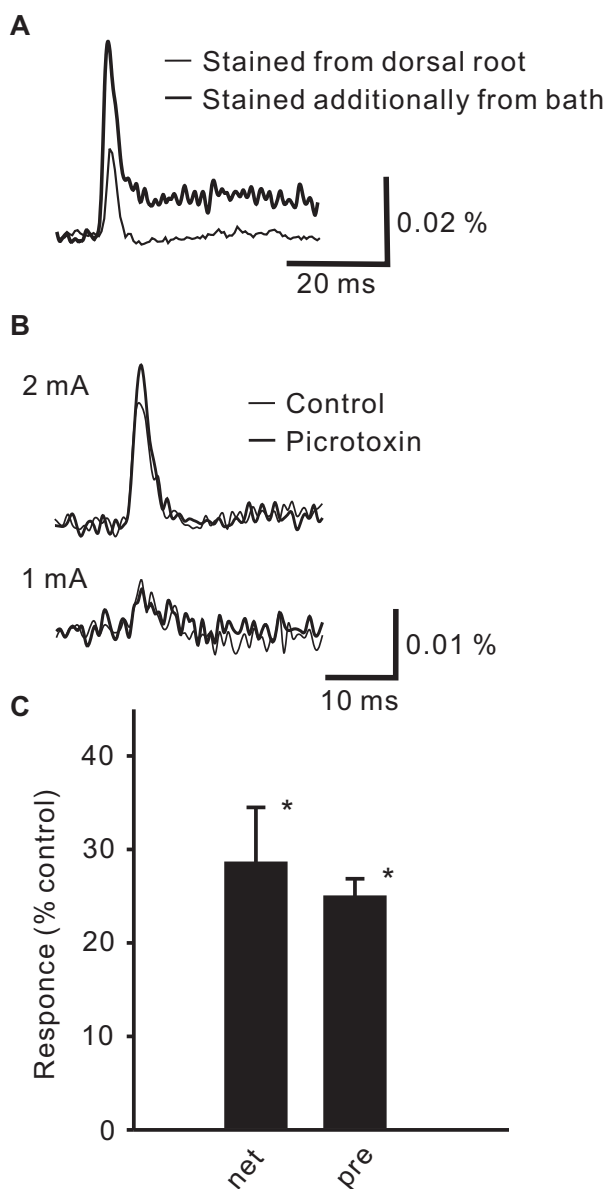 A
Stained from dorsal root
Stained additionally from bath
0.02 %
20 ms
B
2 mA
Control
Picrotoxin
1 mA
0.01 %
10 ms
C
Responce (% control)
40
30
20
10
0
*
*
net
pre